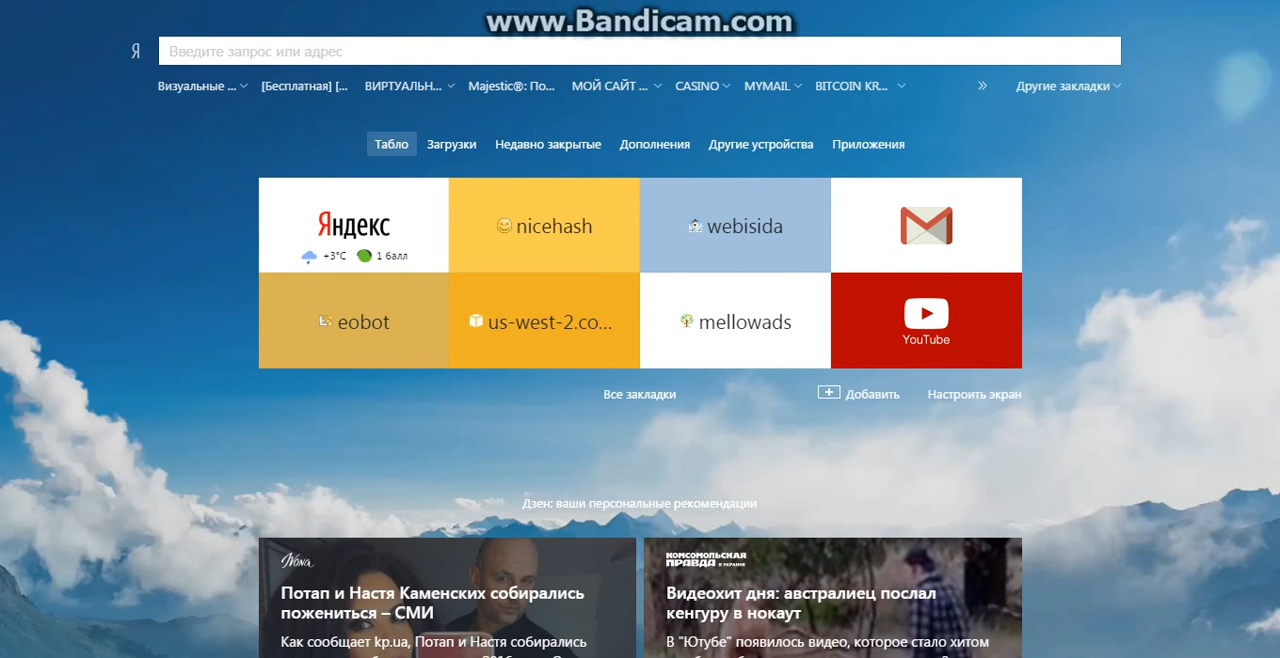 www.Bandicam.com
Я
Введите запрос или адрес
Визуальные ... [Бесплатная] [... ВИРТУАЛЬН... Majestic®: По... МОЙ САЙТ ... CASINO MYMAIL BITCOIN KR... » Другие закладки
Табло Загрузки Недавно закрытые Дополнения Другие устройства Приложения
Яндекс
+3°C 1 балл
nicehash
webisida
eobot
us-west-2.co...
mellowads
YouTube
Все закладки
Добавить
Настроить экран
Дзен: ваши персональные рекомендации
Nona
Потап и Настя Каменских собирались
пожениться – СМИ
Как сообщает kp.ua, Потап и Настя собирались
КОМСОМОЛЬСКАЯ
ПРАВДА В УКРАИНЕ
Видеохит дня: австралиец послал
кенгуру в нокаут
В "Ютубе" появилось видео, которое стало хитом